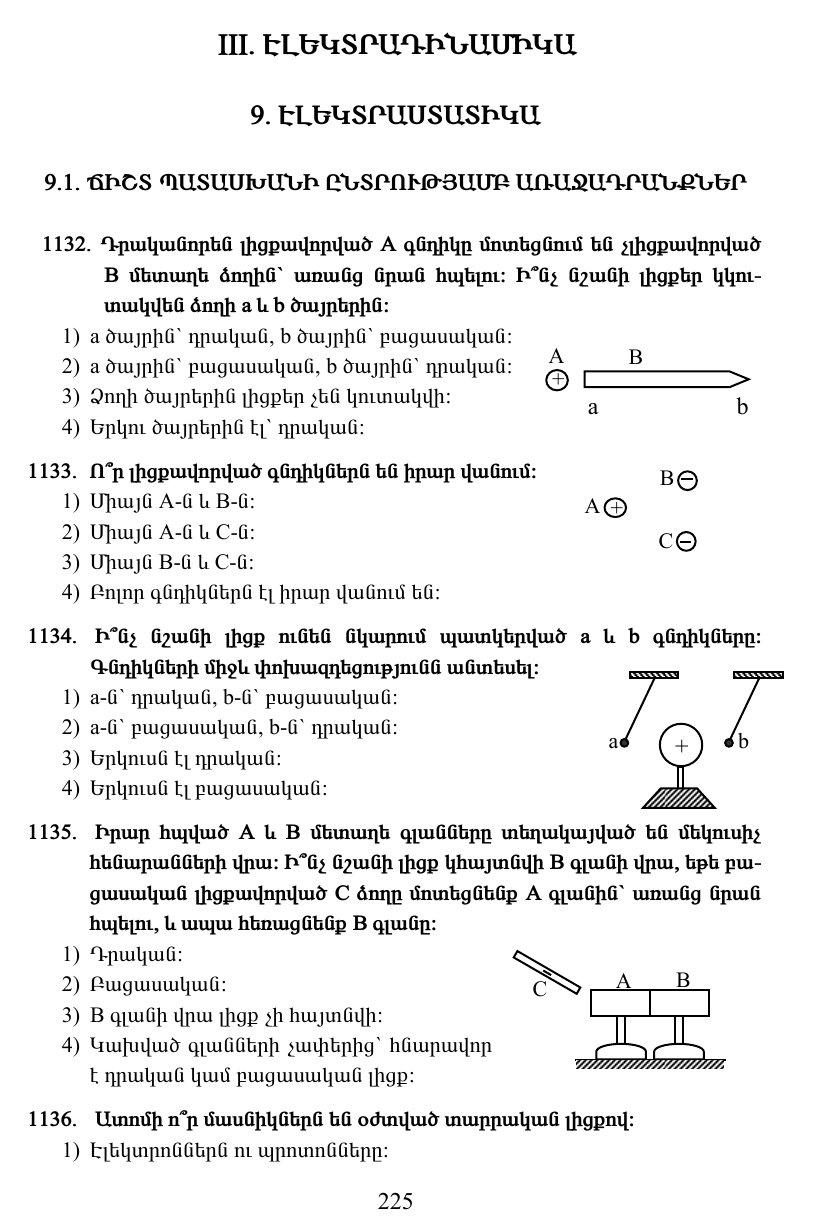 III. ԷԼԵԿՏՐԱԴԻՆԱՄԻԿԱ
9. ԷԼԵԿՏՐԱՍՏԱՏԻԿԱ
9.1. ՃԻՇՏ ՊԱՏԱՍԽԱՆԻ ԸՆՏՐՈՒԹՅԱՄԲ ԱՌԱՋԱԴՐԱՆՔՆԵՐ
1132. Դրականորեն լիցքավորված A գնդիկը մոտեցնում են չլիցքավորված
B մետաղե ձողին՝ առանց նրան հպելու: Ի՞նչ նշանի լիցքեր կկու-
տակվեն ձողի a և b ծայրերին:
1) a ծայրին՝ դրական, b ծայրին՝ բացասական:
2) a ծայրին՝ բացասական, b ծայրին՝ դրական:
3) Ձողի ծայրերին լիցքեր չեն կուտակվի:
4) Երկու ծայրերին էլ՝ դրական:
A B
+
a b
1133. Ո՞ր լիցքավորված գնդիկներն են իրար վանում:
1) Միայն A-ն և B-ն:
2) Միայն A-ն և C-ն:
3) Միայն B-ն և C-ն:
4) Բոլոր գնդիկներն էլ իրար վանում են:
B −
A +
C −
1134. Ի՞նչ նշանի լիցք ունեն նկարում պատկերված a և b գնդիկները:
Գնդիկների միջև փոխազդեցությունն անտեսել:
1) a-ն՝ դրական, b-ն՝ բացասական:
2) a-ն՝ բացասական, b-ն՝ դրական:
3) Երկուսն էլ դրական:
4) Երկուսն էլ բացասական:
a + b
1135. Իրար հպված A և B մետաղե գլանները տեղակայված են մեկուսիչ
հենարանների վրա: Ի՞նչ նշանի լիցք կհայտնվի B գլանի վրա, եթե բա-
ցասական լիցքավորված C ձողը մոտեցնենք A գլանին՝ առանց նրան
հպելու, և ապա հեռացնենք B գլանը:
1) Դրական:
2) Բացասական:
3) B գլանի վրա լիցք չի հայտնվի:
4) Կախված գլանների չափերից՝ հնարավոր
է դրական կամ բացասական լիցք:
−
C A B
1136. Ատոմի ո՞ր մասնիկներն են օժտված տարրական լիցքով:
1) Էլեկտրոններն ու պրոտոնները:
225